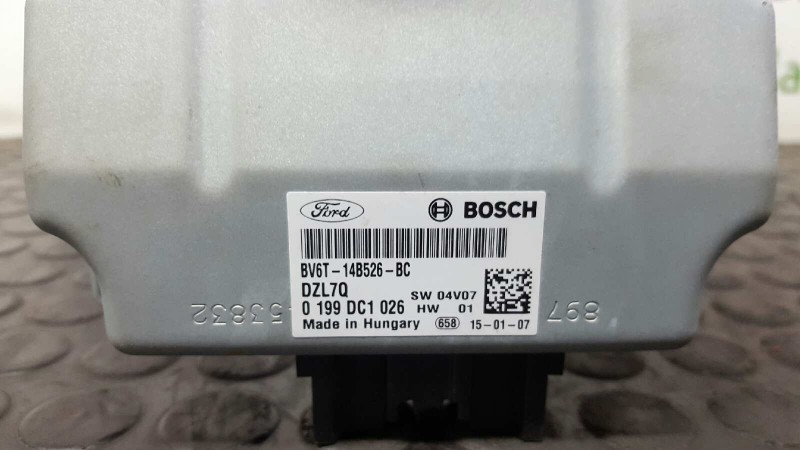 Ford BOSCH
BV6T-14B526-BC
DZL7Q SW 04V07
0 199 DC1 026 HW 01
Made in Hungary 658 15-01-07
53832 897